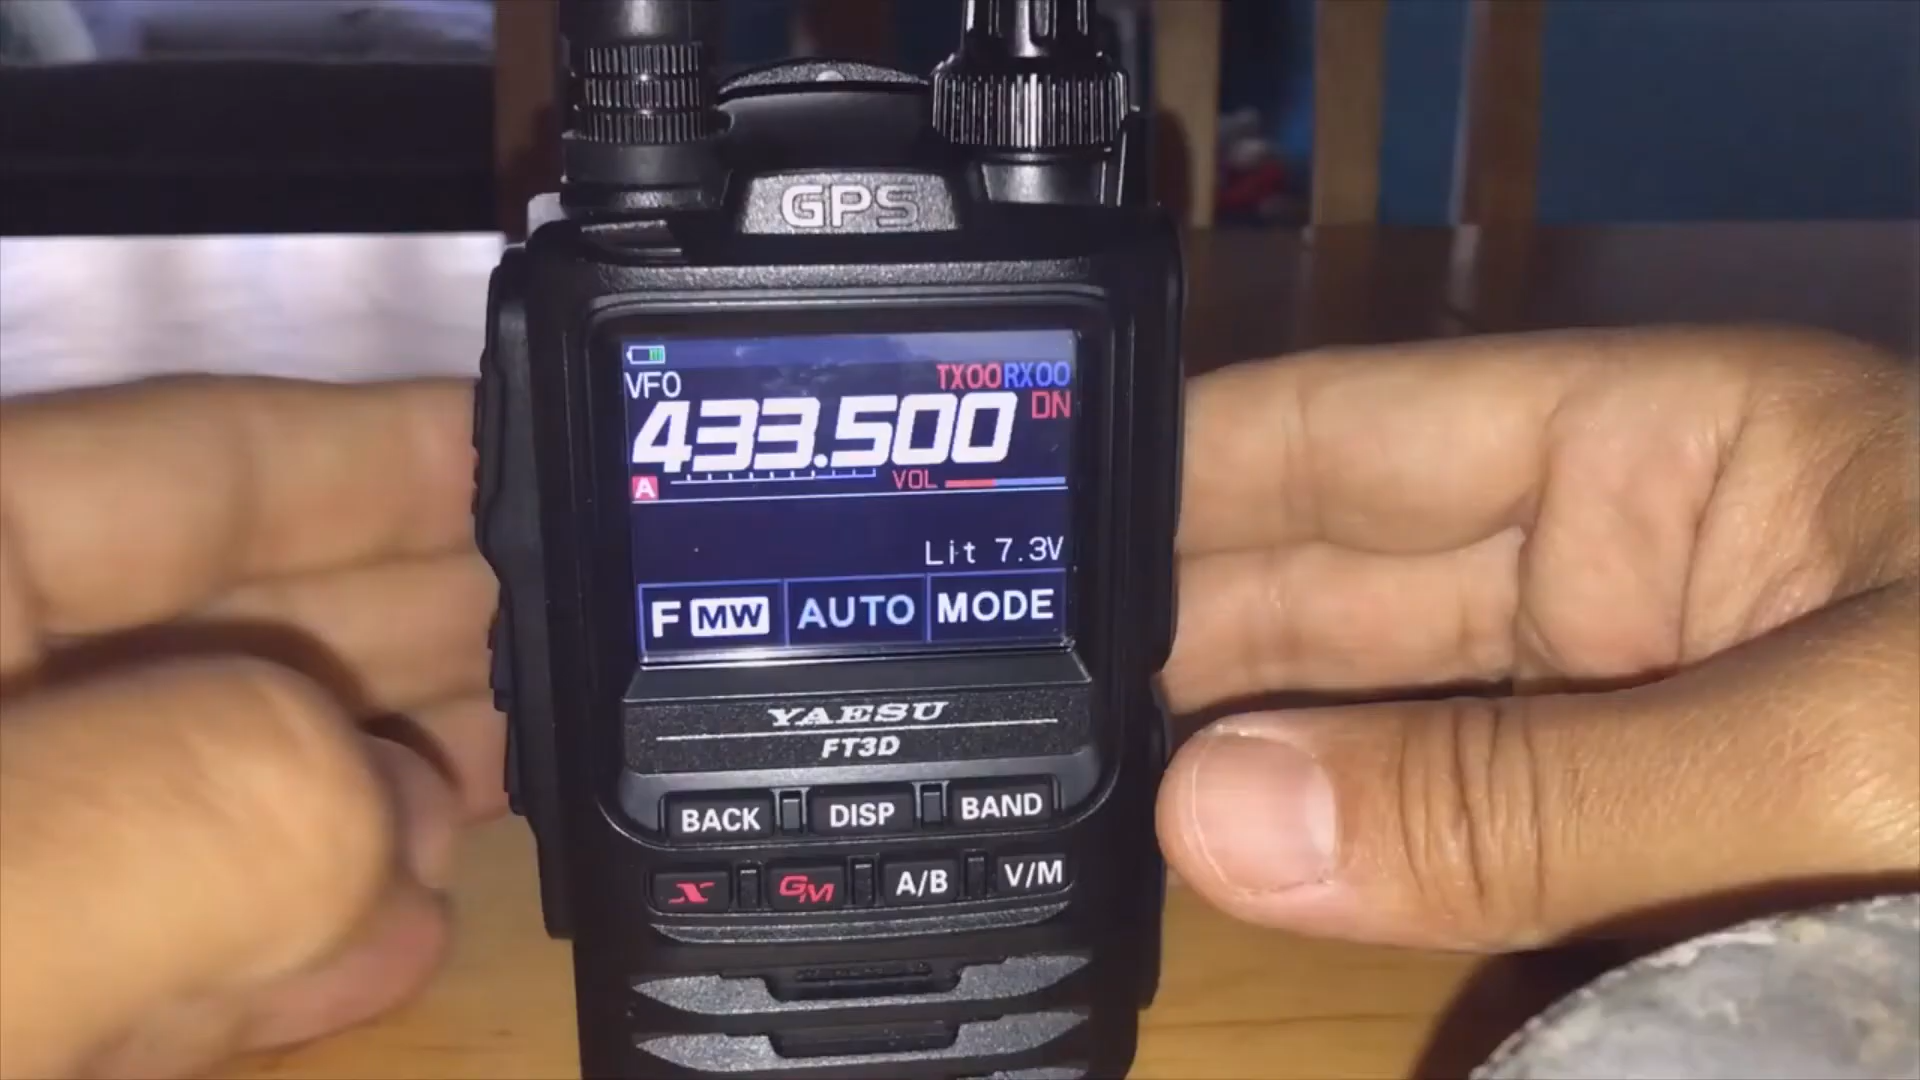 GPS
VFO
TX00RX00
433.500
DN
A
VOL
Lit 7.3V
F MW AUTO MODE
YAESU
FT3D
BACK DISP BAND
X GM A/B V/M